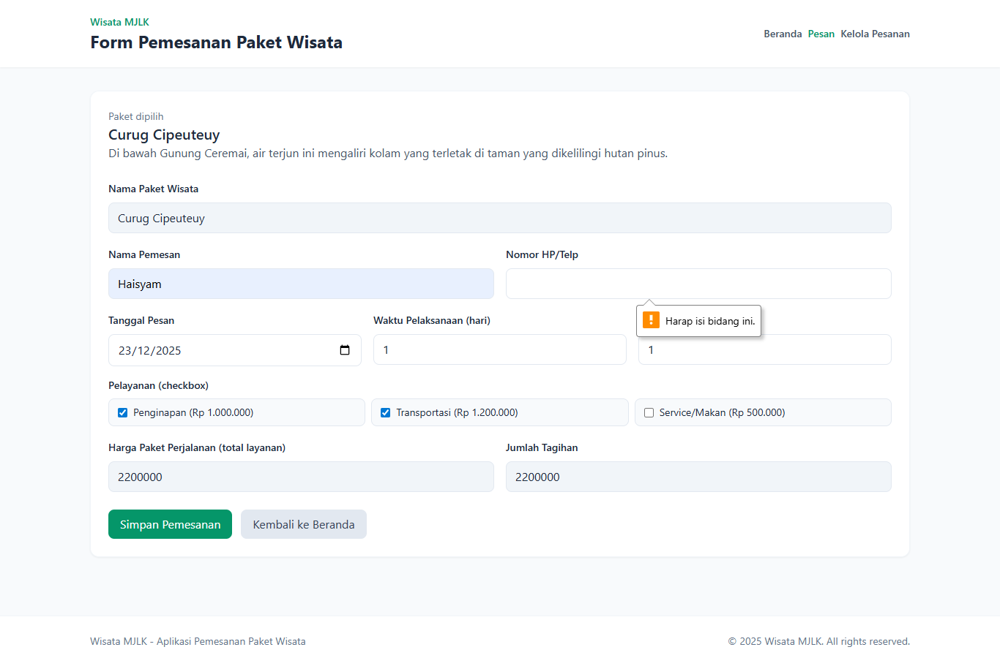 Wisata MJLK
Form Pemesanan Paket Wisata
Beranda Pesan Kelola Pesanan
Paket dipilih
Curug Cipeuteuy
Di bawah Gunung Ceremai, air terjun ini mengaliri kolam yang terletak di taman yang dikelilingi hutan pinus.
Nama Paket Wisata
Curug Cipeuteuy
Nama Pemesan
Nomor HP/Telp
Haisyam
Harap isi bidang ini.
Tanggal Pesan
Waktu Pelaksanaan (hari)
23/12/2025
1
1
Pelayanan (checkbox)
Penginapan (Rp 1.000.000)
Transportasi (Rp 1.200.000)
Service/Makan (Rp 500.000)
Harga Paket Perjalanan (total layanan)
Jumlah Tagihan
2200000
2200000
Simpan Pemesanan
Kembali ke Beranda
Wisata MJLK - Aplikasi Pemesanan Paket Wisata
© 2025 Wisata MJLK. All rights reserved.